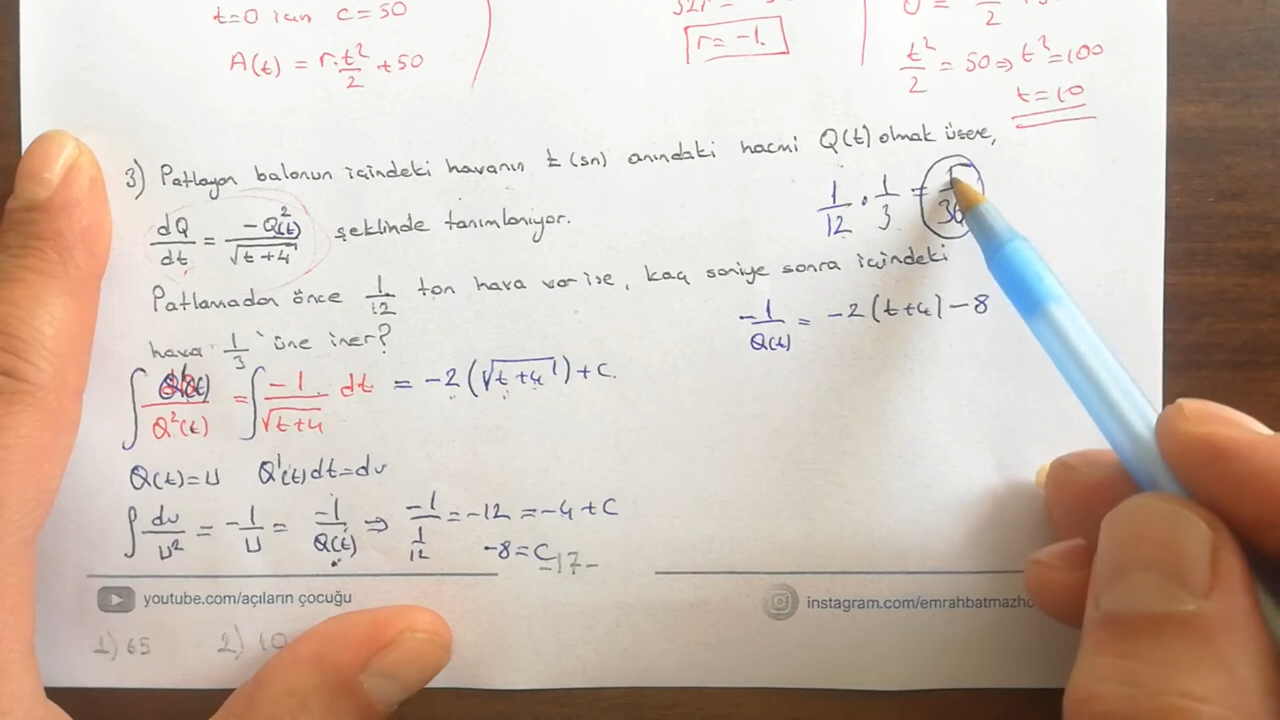 t=0 için c=50
A(t) = r.t²/2 +50
r=-1.
t²/2 = 50 ⇒ t²=100
t=10
3) Patlayan balonun içindeki havanın t (sn) anındaki hacmi Q(t) olmak üzere,
dQ/dt = -Q²(t)/√(t+4) şeklinde tanımlanıyor.
1/12 . 1/3 = 1/36
Patlamadan önce 1/12 ton hava var ise, kaç saniye sonra içindeki
hava 1/3 'üne iner?
-1/Q(t) = -2(t+4)-8
∫ Q'(t)/Q²(t) = ∫ -1/√(t+4) dt = -2(√(t+4))+C.
Q(t)=U Q'(t)dt=du
∫ du/U² = -1/U = -1/Q(t) ⇒ -1/(1/12) = -12 = -4+C
-8=C
-17-
youtube.com/açıların çocuğu
instagram.com/emrahbatmazho
1) 65 2) 10